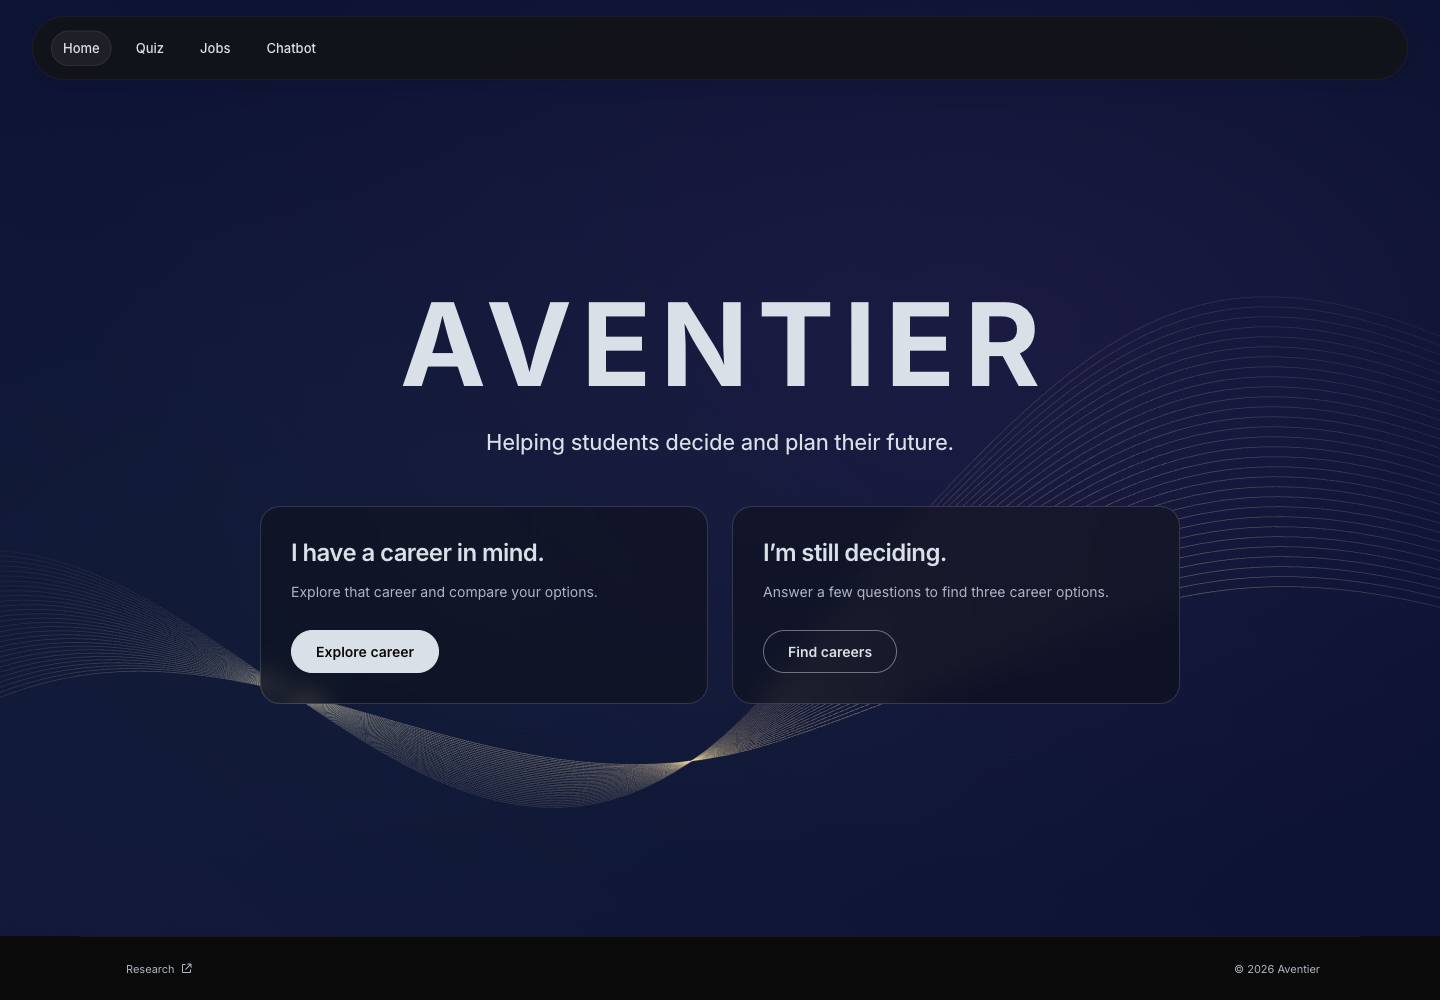 Home Quiz Jobs Chatbot
AVENTIER
Helping students decide and plan their future.
I have a career in mind.
Explore that career and compare your options.
Explore career
I’m still deciding.
Answer a few questions to find three career options.
Find careers
Research
© 2026 Aventier